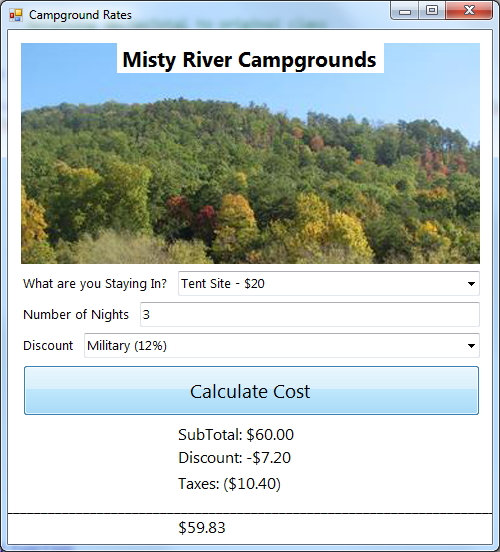 Campground Rates
Misty River Campgrounds
What are you Staying In? Tent Site - $20
Number of Nights 3
Discount Military (12%)
Calculate Cost
SubTotal: $60.00
Discount: -$7.20
Taxes: ($10.40)
$59.83